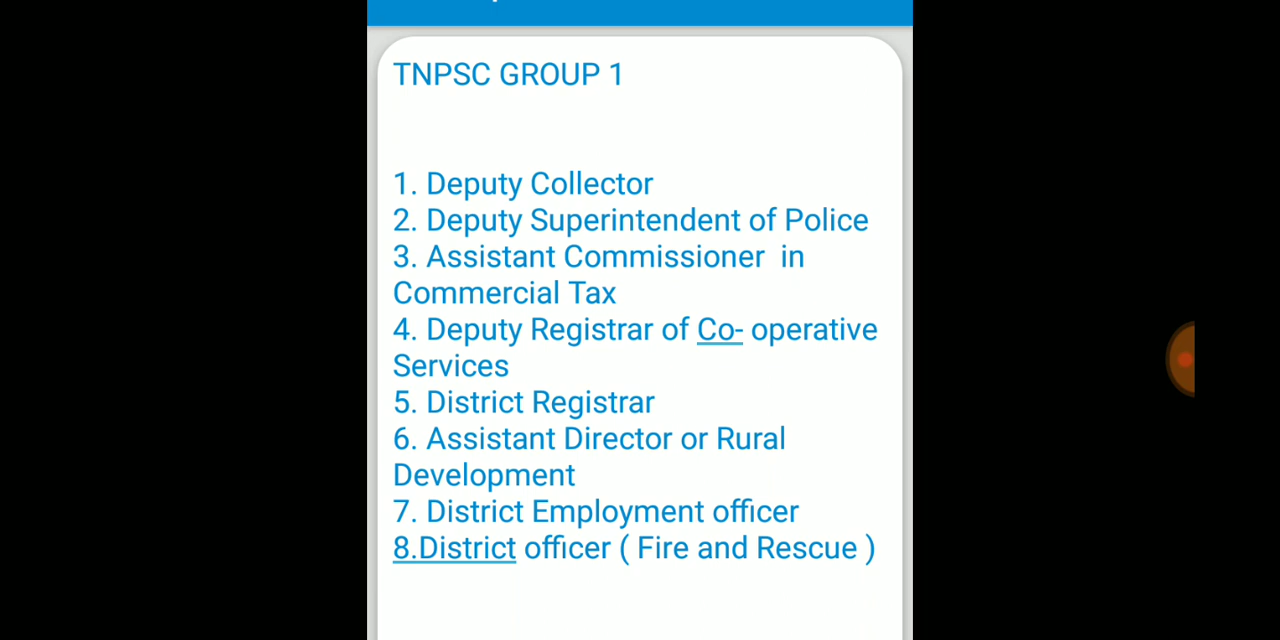 TNPSC GROUP 1
1. Deputy Collector
2. Deputy Superintendent of Police
3. Assistant Commissioner  in
Commercial Tax
4. Deputy Registrar of Co- operative
Services
5. District Registrar
6. Assistant Director or Rural
Development
7. District Employment officer
8.District officer ( Fire and Rescue )